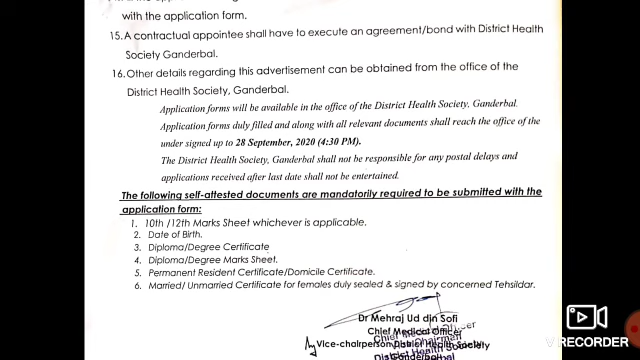 with the application form.
15. A contractual appointee shall have to execute an agreement/bond with District Health
Society Ganderbal.
16. Other details regarding this advertisement can be obtained from the office of the
District Health Society, Ganderbal.
Application forms will be available in the office of the District Health Society, Ganderbal.
Application forms duly filled and along with all relevant documents shall reach the office of the
under signed up to 28 September, 2020 (4:30 PM).
The District Health Society, Ganderbal shall not be responsible for any postal delays and
applications received after last date shall not be entertained.
The following self-attested documents are mandatorily required to be submitted with the
application form:
1. 10th /12th Marks Sheet whichever is applicable.
2. Date of Birth.
3. Diploma/Degree Certificate
4. Diploma/Degree Marks Sheet.
5. Permanent Resident Certificate/Domicile Certificate.
6. Married/ Unmarried Certificate for females duly sealed & signed by concerned Tehsildar.
Dr Mehraj Ud din Sofi
Chief Medical Officer
Vice-chairperson District Health Society
Ganderbal
VRECORDER